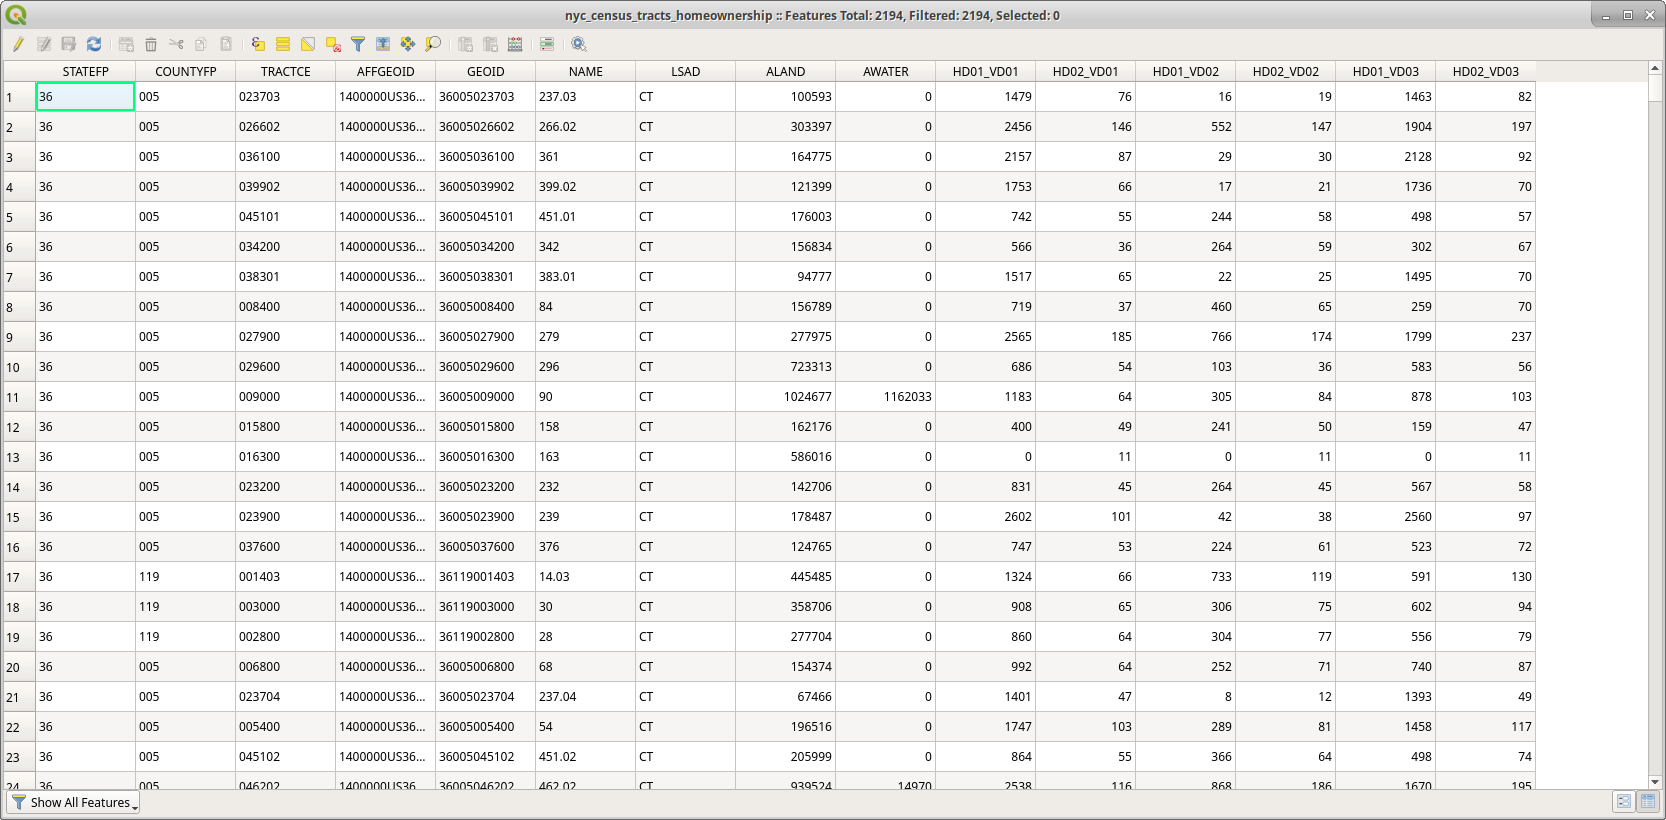 nyc_census_tracts_homeownership :: Features Total: 2194, Filtered: 2194, Selected: 0
STATEFP COUNTYFP TRACTCE AFFGEOID GEOID NAME LSAD ALAND AWATER HD01_VD01 HD02_VD01 HD01_VD02 HD02_VD02 HD01_VD03 HD02_VD03
1 36 005 023703 1400000US36... 36005023703 237.03 CT 100593 0 1479 76 16 19 1463 82
2 36 005 026602 1400000US36... 36005026602 266.02 CT 303397 0 2456 146 552 147 1904 197
3 36 005 036100 1400000US36... 36005036100 361 CT 164775 0 2157 87 29 30 2128 92
4 36 005 039902 1400000US36... 36005039902 399.02 CT 121399 0 1753 66 17 21 1736 70
5 36 005 045101 1400000US36... 36005045101 451.01 CT 176003 0 742 55 244 58 498 57
6 36 005 034200 1400000US36... 36005034200 342 CT 156834 0 566 36 264 59 302 67
7 36 005 038301 1400000US36... 36005038301 383.01 CT 94777 0 1517 65 22 25 1495 70
8 36 005 008400 1400000US36... 36005008400 84 CT 156789 0 719 37 460 65 259 70
9 36 005 027900 1400000US36... 36005027900 279 CT 277975 0 2565 185 766 174 1799 237
10 36 005 029600 1400000US36... 36005029600 296 CT 723313 0 686 54 103 36 583 56
11 36 005 009000 1400000US36... 36005009000 90 CT 1024677 1162033 1183 64 305 84 878 103
12 36 005 015800 1400000US36... 36005015800 158 CT 162176 0 400 49 241 50 159 47
13 36 005 016300 1400000US36... 36005016300 163 CT 586016 0 0 11 0 11 0 11
14 36 005 023200 1400000US36... 36005023200 232 CT 142706 0 831 45 264 45 567 58
15 36 005 023900 1400000US36... 36005023900 239 CT 178487 0 2602 101 42 38 2560 97
16 36 005 037600 1400000US36... 36005037600 376 CT 124765 0 747 53 224 61 523 72
17 36 119 001403 1400000US36... 36119001403 14.03 CT 445485 0 1324 66 733 119 591 130
18 36 119 003000 1400000US36... 36119003000 30 CT 358706 0 908 65 306 75 602 94
19 36 119 002800 1400000US36... 36119002800 28 CT 277704 0 860 64 304 77 556 79
20 36 005 006800 1400000US36... 36005006800 68 CT 154374 0 992 64 252 71 740 87
21 36 005 023704 1400000US36... 36005023704 237.04 CT 67466 0 1401 47 8 12 1393 49
22 36 005 005400 1400000US36... 36005005400 54 CT 196516 0 1747 103 289 81 1458 117
23 36 005 045102 1400000US36... 36005045102 451.02 CT 205999 0 864 55 366 64 498 74
24 36 005 046202 1400000US36... 36005046202 462.02 CT 939524 14970 2538 116 868 186 1670 195
Show All Features